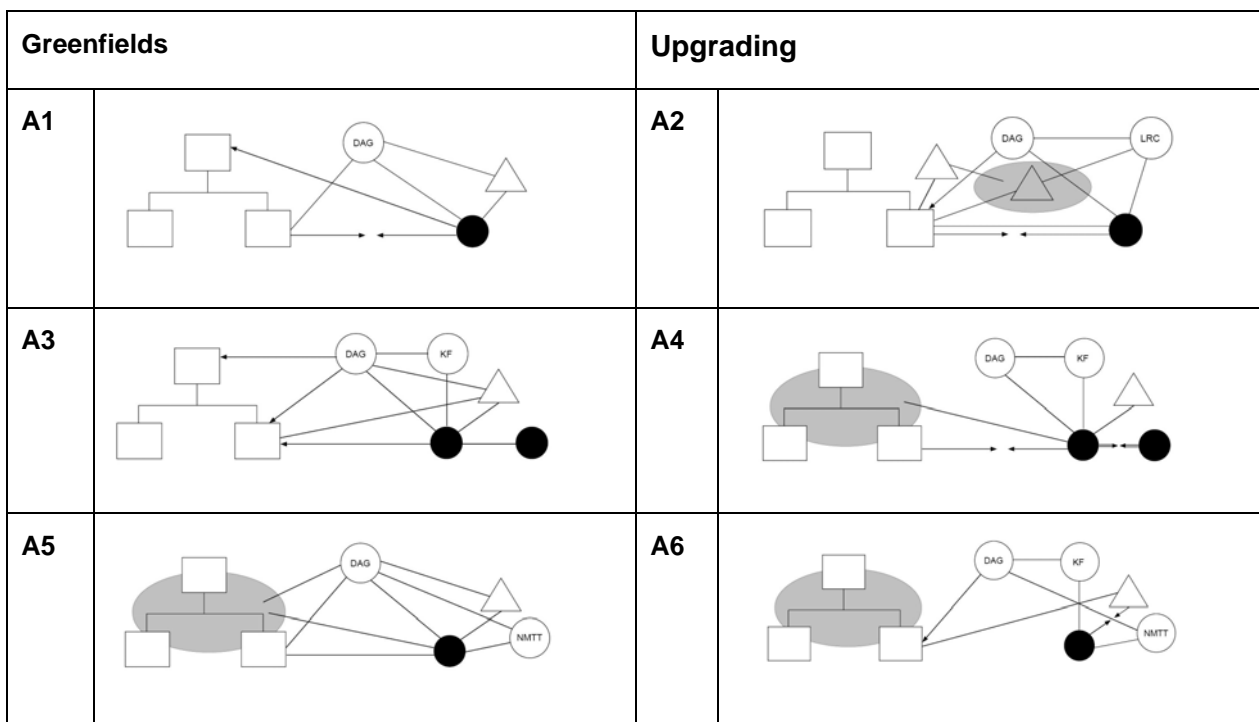 Greenfields
Upgrading
A1
DAG
A2
DAG
LRC
A3
DAG
KF
A4
DAG
KF
A5
DAG
NMTT
A6
DAG
KF
NMTT